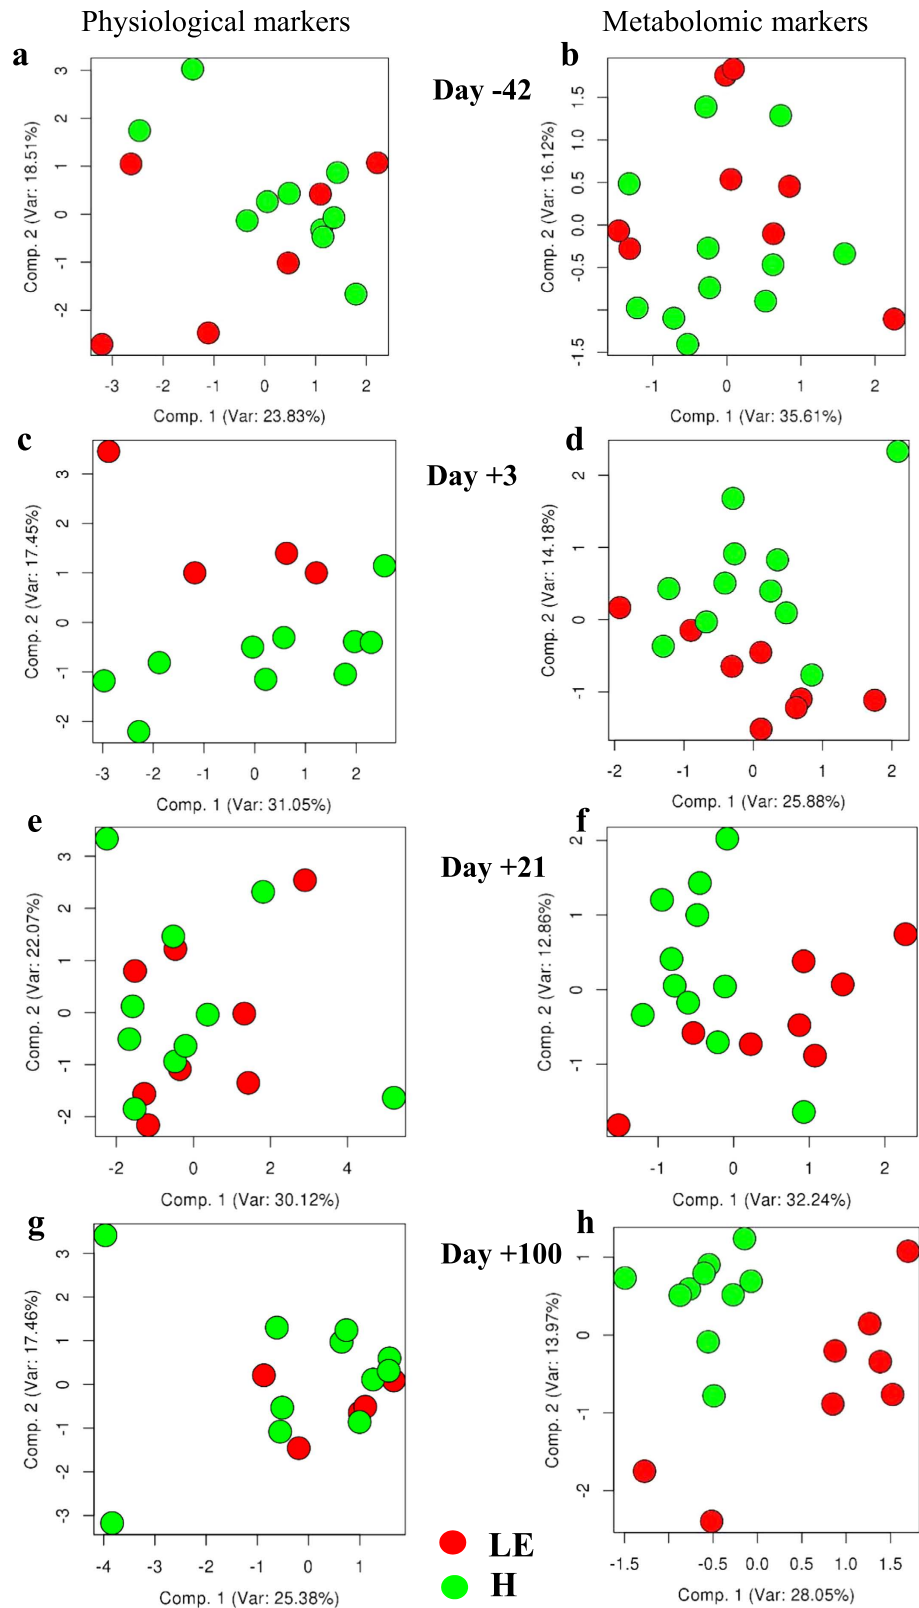 Physiological markers
Metabolomic markers
a
3
2
1
0
-1
-2
Comp. 2 (Var: 18.51%)
-3
-2
-1
0
1
2
Comp. 1 (Var: 23.83%)
Day -42
b
1.5
1.0
0.5
0.0
-0.5
-1.5
Comp. 2 (Var: 16.12%)
-1
0
1
2
Comp. 1 (Var: 35.61%)
c
3
2
1
0
-1
-2
Comp. 2 (Var: 17.45%)
-3
-2
-1
0
1
2
Comp. 1 (Var: 31.05%)
Day +3
d
2
1
0
-1
Comp. 2 (Var: 14.18%)
-2
-1
0
1
2
Comp. 1 (Var: 25.88%)
e
3
2
1
0
-1
-2
Comp. 2 (Var: 22.07%)
-2
0
2
4
Comp. 1 (Var: 30.12%)
Day +21
f
2
1
0
-1
Comp. 2 (Var: 12.86%)
-1
0
1
2
Comp. 1 (Var: 32.24%)
g
3
2
1
0
-1
-2
-3
Comp. 2 (Var: 17.46%)
-4
-3
-2
-1
0
1
Comp. 1 (Var: 25.38%)
Day +100
h
1
0
-1
-2
Comp. 2 (Var: 13.97%)
-1.5
-0.5
0.0
0.5
1.0
1.5
Comp. 1 (Var: 28.05%)
LE
H